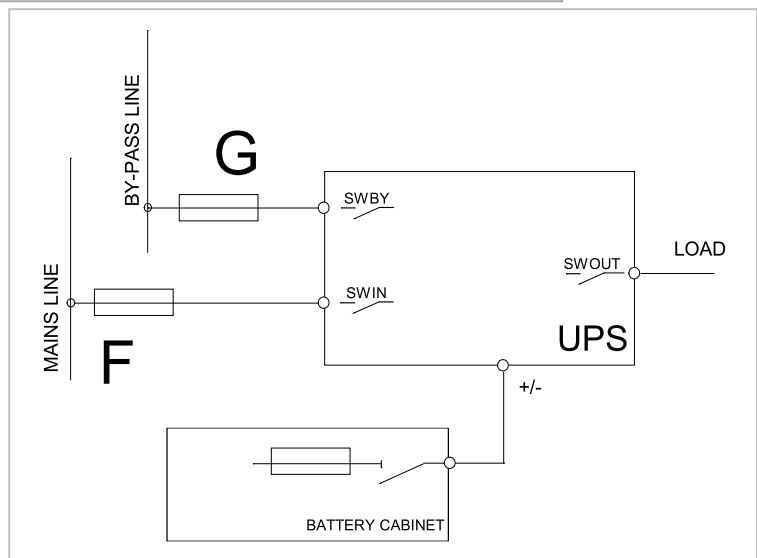 BY-PASS LINE
G
SWBY
MAINS LINE
F
SWIN
SWOUT
LOAD
UPS
+/-
BATTERY CABINET